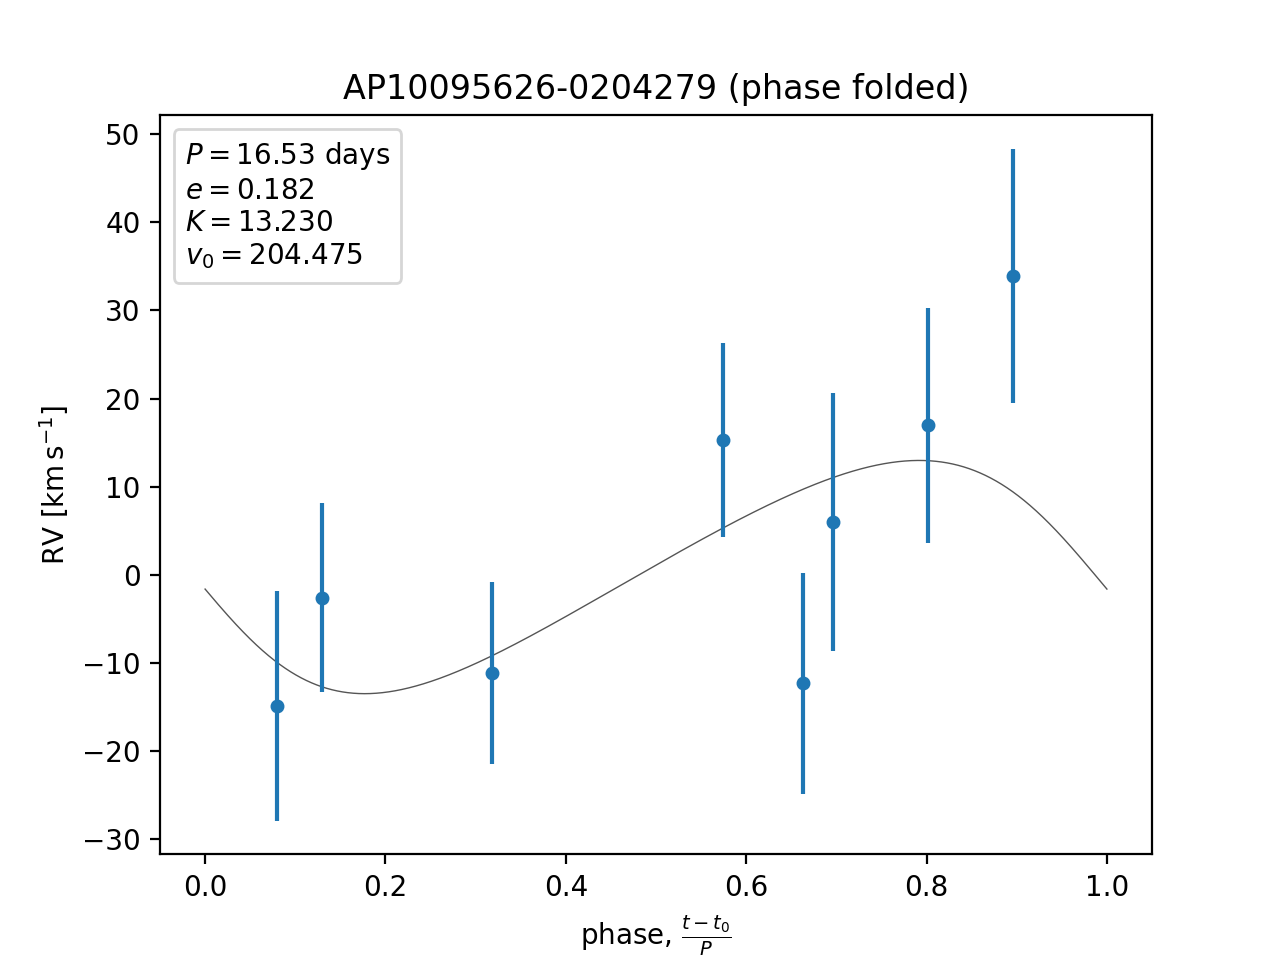 AP10095626-0204279 (phase folded)
P = 16.53 days
e = 0.182
K = 13.230
v₀ = 204.475
RV [km s⁻¹]
50
40
30
20
10
0
−10
−20
−30
0.0 0.2 0.4 0.6 0.8 1.0
phase, (t − t₀)/P